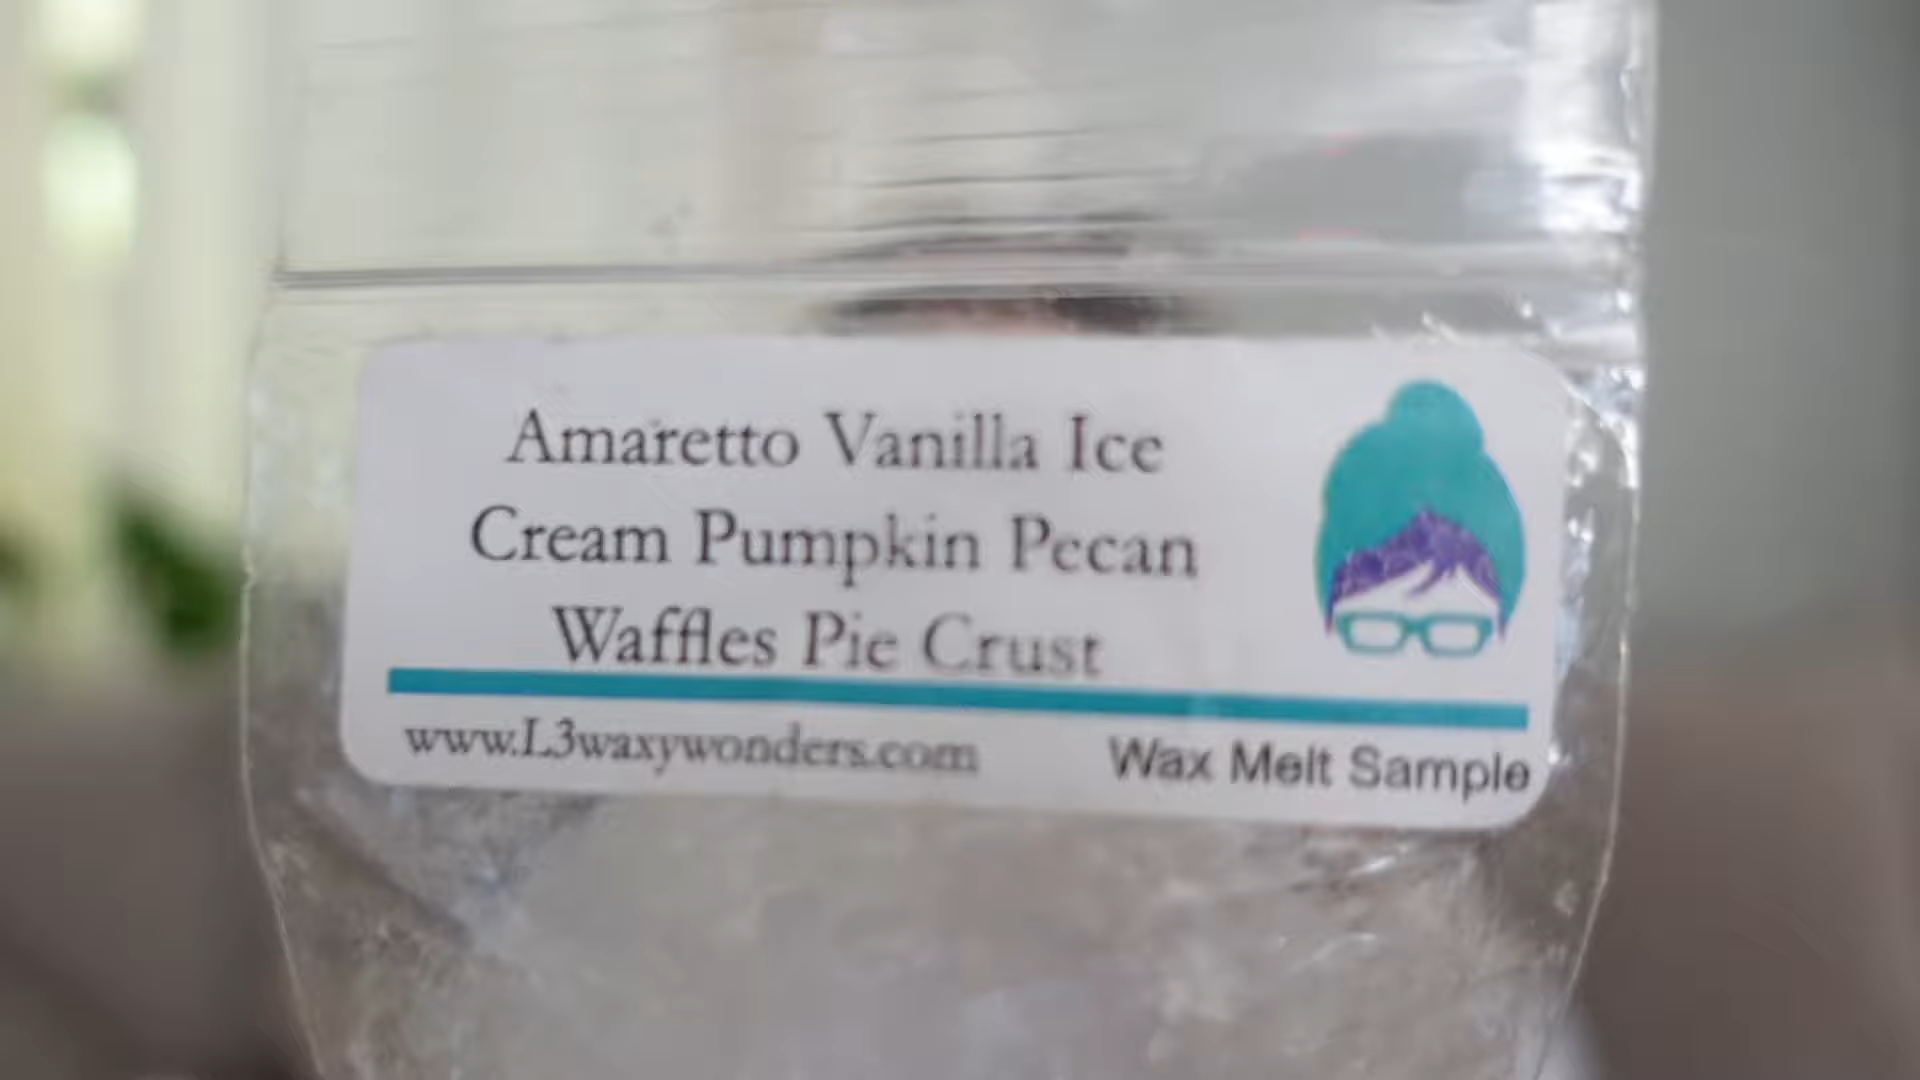 Amaretto Vanilla Ice
Cream Pumpkin Pecan
Waffles Pie Crust
www.L3waxywonders.com
Wax Melt Sample